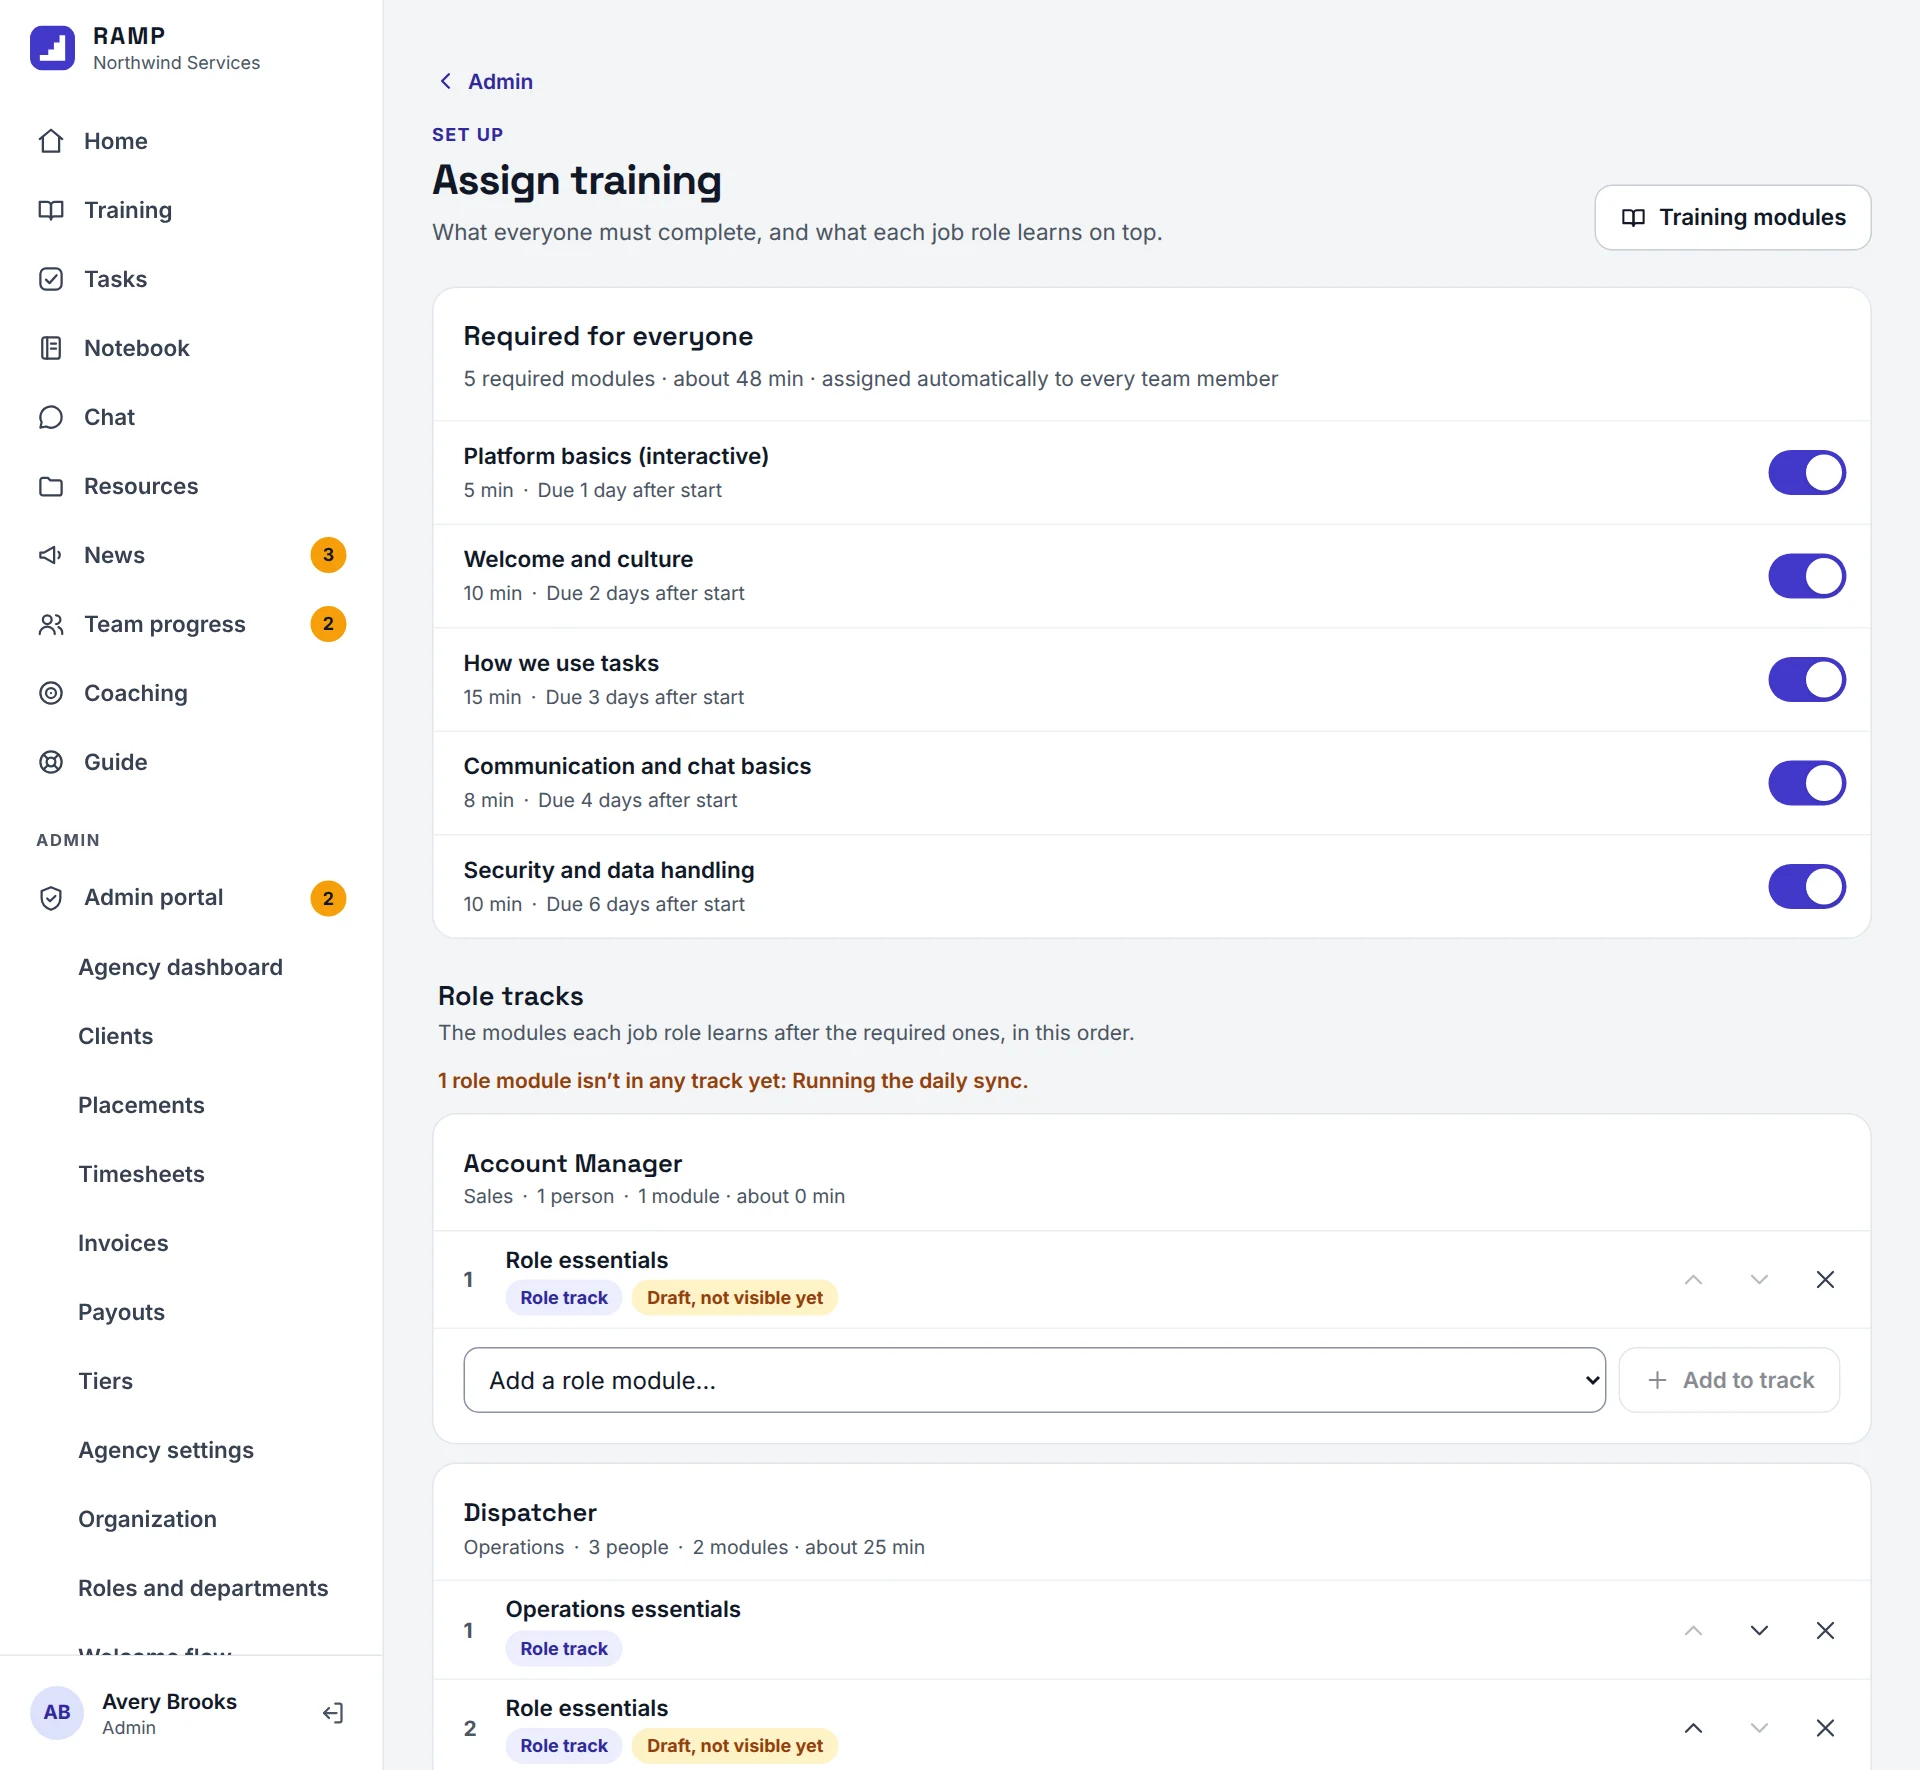 RAMP
Northwind Services
Home
Training
Tasks
Notebook
Chat
Resources
News 3
Team progress 2
Coaching
Guide
ADMIN
Admin portal 2
Agency dashboard
Clients
Placements
Timesheets
Invoices
Payouts
Tiers
Agency settings
Organization
Roles and departments
Welcome flow
AB
Avery Brooks
Admin
Admin
SET UP
Assign training
What everyone must complete, and what each job role learns on top.
Training modules
Required for everyone
5 required modules · about 48 min · assigned automatically to every team member
Platform basics (interactive)
5 min · Due 1 day after start
Welcome and culture
10 min · Due 2 days after start
How we use tasks
15 min · Due 3 days after start
Communication and chat basics
8 min · Due 4 days after start
Security and data handling
10 min · Due 6 days after start
Role tracks
The modules each job role learns after the required ones, in this order.
1 role module isn’t in any track yet: Running the daily sync.
Account Manager
Sales · 1 person · 1 module · about 0 min
1 Role essentials
Role track Draft, not visible yet
Add a role module...
Add to track
Dispatcher
Operations · 3 people · 2 modules · about 25 min
1 Operations essentials
Role track
2 Role essentials
Role track Draft, not visible yet